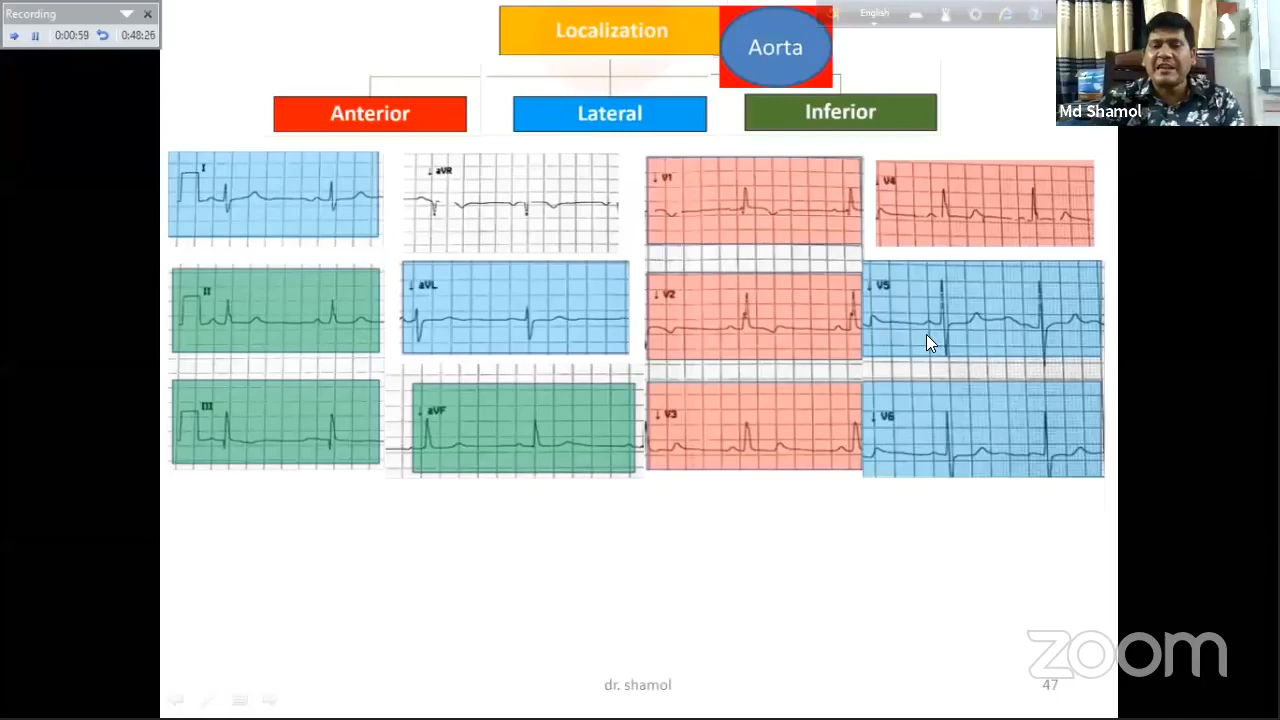 Recording
0:00:59
0:48:26
English
Localization
Aorta
Md Shamol
Anterior
Lateral
Inferior
I
aVR
V1
V4
II
aVL
V2
V5
III
aVF
V3
V6
zoom
dr. shamol
47